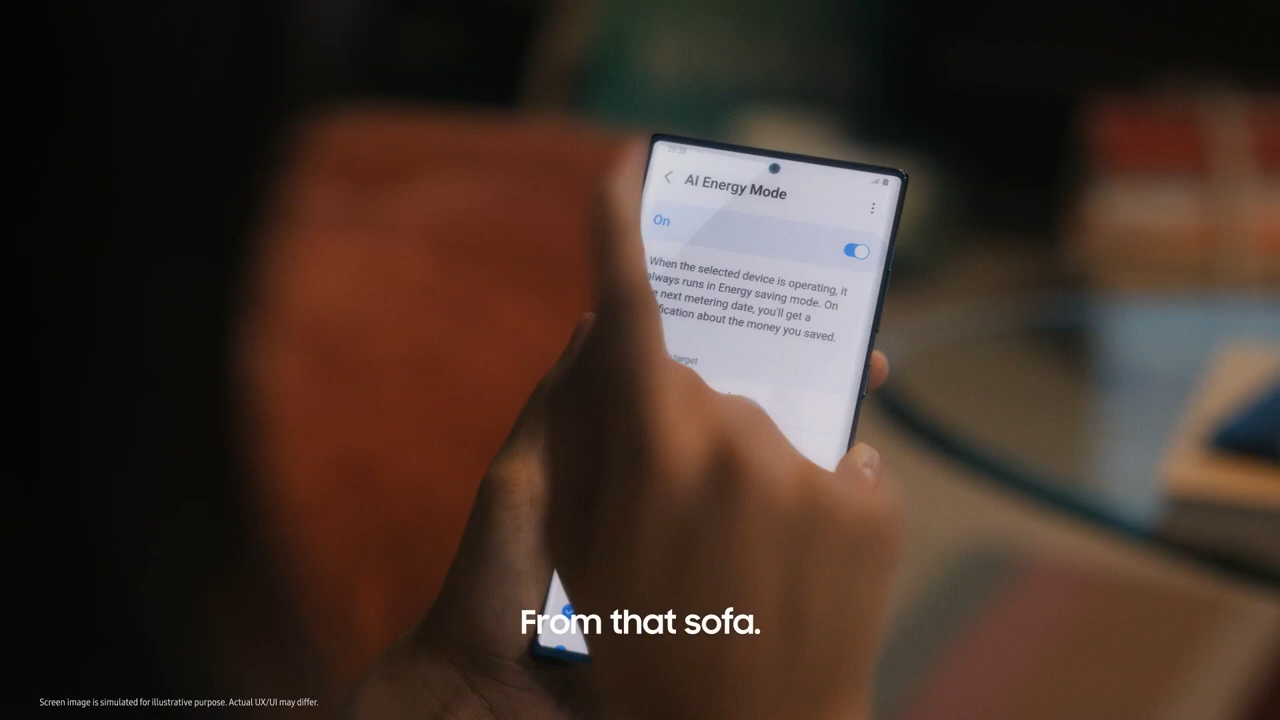 AI Energy Mode
On
When the selected device is operating, it
always runs in Energy saving mode. On
next metering date, you'll get a
about the money you saved.
target
From that sofa.
Screen image is simulated for illustrative purpose. Actual UX/UI may differ.